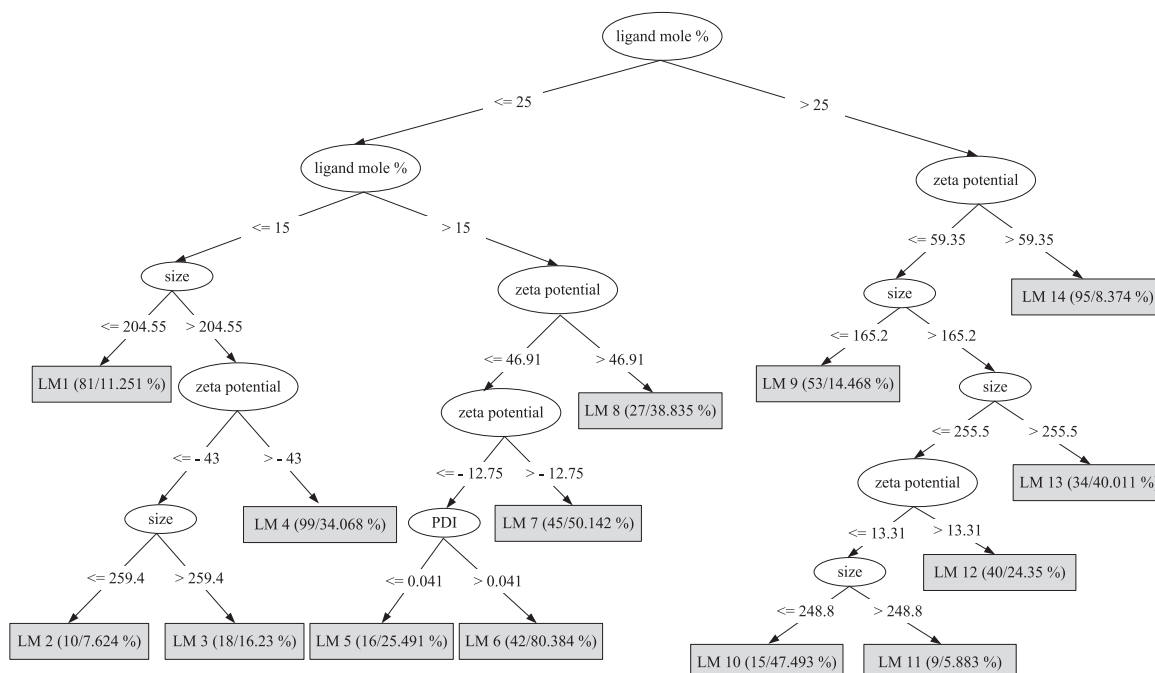 ligand mole %
<= 25
> 25
ligand mole %
zeta potential
<= 15
> 15
<= 59.35
> 59.35
size
zeta potential
size
LM 14 (95/8.374 %)
<= 204.55
> 204.55
<= 165.2
> 165.2
<= 46.91
> 46.91
LM1 (81/11.251 %)
zeta potential
LM 9 (53/14.468 %)
size
zeta potential
LM 8 (27/38.835 %)
<= 255.5
> 255.5
<= - 43
> - 43
<= - 12.75
> - 12.75
zeta potential
LM 13 (34/40.011 %)
size
LM 4 (99/34.068 %)
PDI
LM 7 (45/50.142 %)
<= 13.31
> 13.31
size
LM 12 (40/24.35 %)
<= 259.4
> 259.4
<= 0.041
> 0.041
<= 248.8
> 248.8
LM 2 (10/7.624 %)
LM 3 (18/16.23 %)
LM 5 (16/25.491 %)
LM 6 (42/80.384 %)
LM 10 (15/47.493 %)
LM 11 (9/5.883 %)